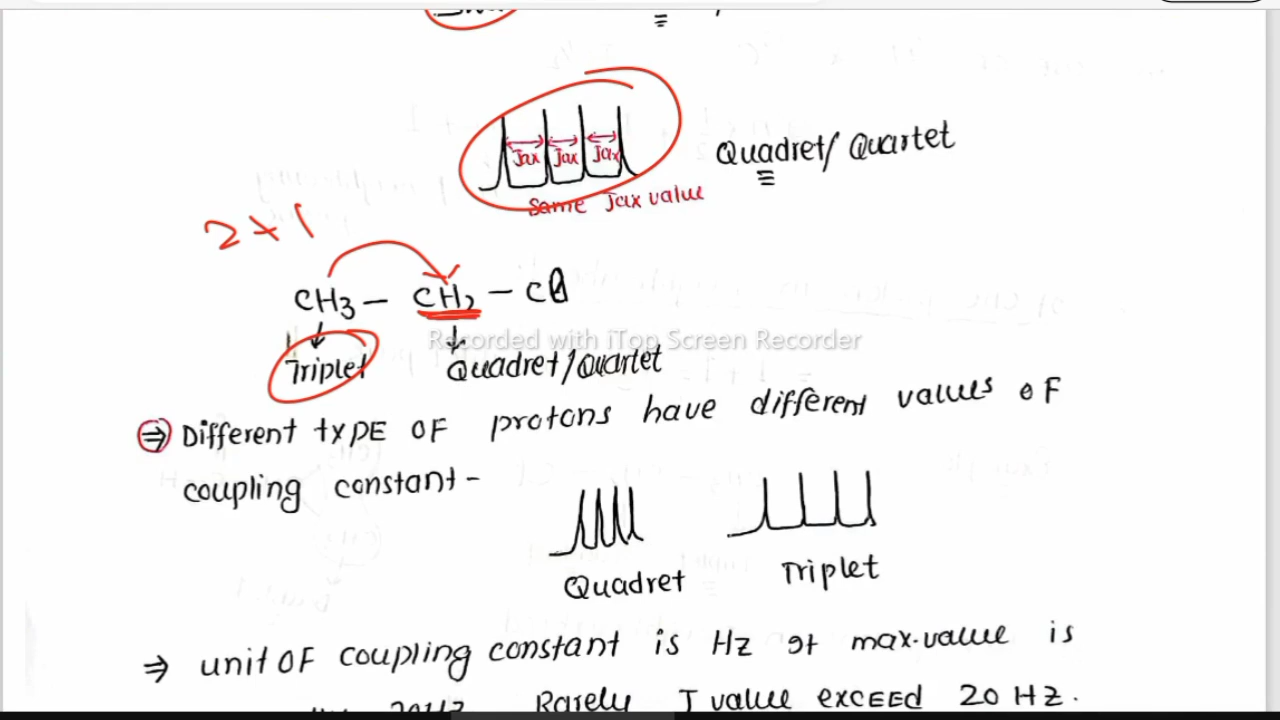 Jax Jax Jax
Quadret/ Quartet
Same Jax value
2+1
CH3 - CH2 - Cl
Recorded with iTop Screen Recorder
Triplet Quadret/Quartet
⇒ Different type of protons have different values of
coupling constant -
Quadret Triplet
⇒ unit of coupling constant is Hz It max.value is
20Hz. Rarely J value exceed 20 Hz.